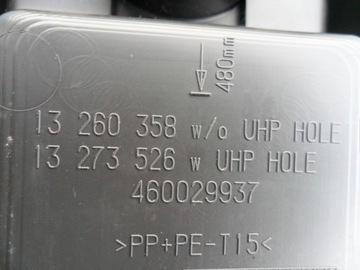 480mm
13 260 358 w/o UHP HOLE
13 273 526 w UHP HOLE
460029937
>PP+PE-T15<